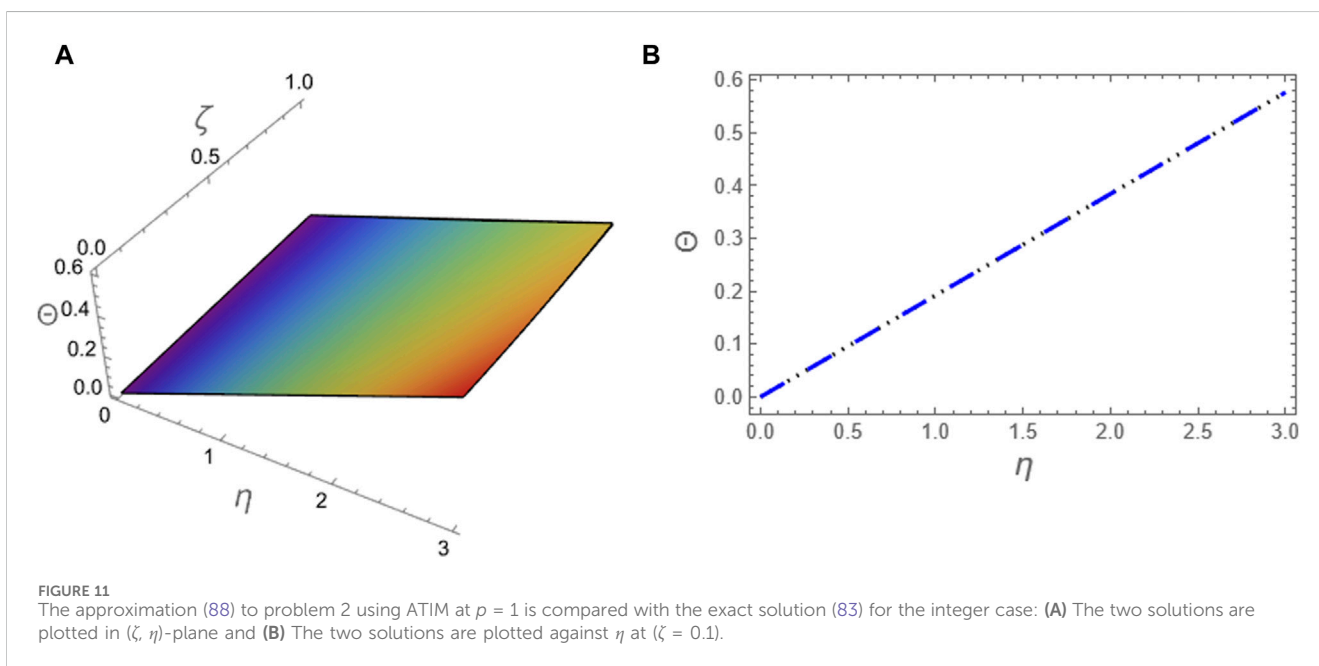 A
1.0
ζ
0.5
0.0
0.6
0.4
Θ
0.2
0.0
0
1
2
3
η
B
0.6
0.5
0.4
0.3
0.2
0.1
0.0
Θ
0.0 0.5 1.0 1.5 2.0 2.5 3.0
η
FIGURE 11
The approximation (88) to problem 2 using ATIM at p = 1 is compared with the exact solution (83) for the integer case: (A) The two solutions are
plotted in (ζ, η)-plane and (B) The two solutions are plotted against η at (ζ = 0.1).